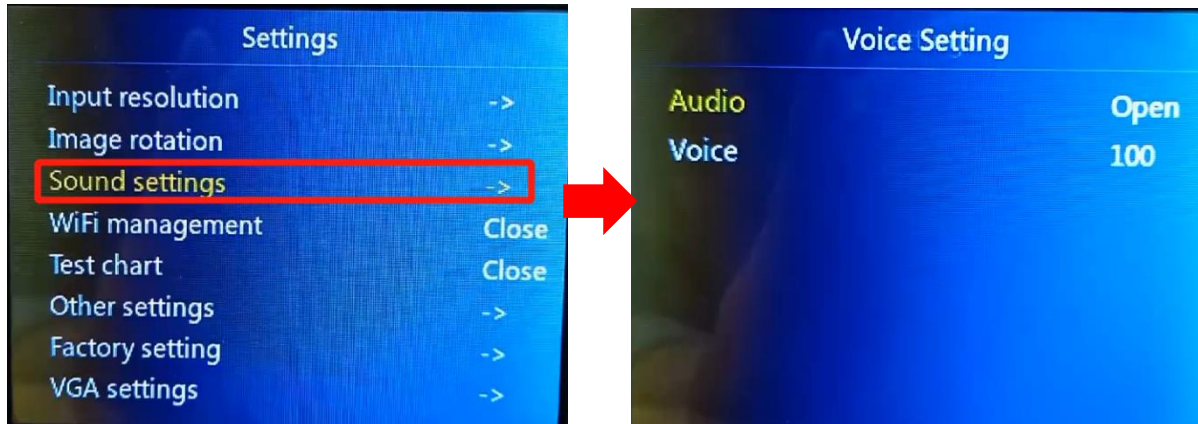 Settings
Input resolution ->
Image rotation ->
Sound settings ->
WiFi management Close
Test chart Close
Other settings ->
Factory setting ->
VGA settings ->
Voice Setting
Audio Open
Voice 100